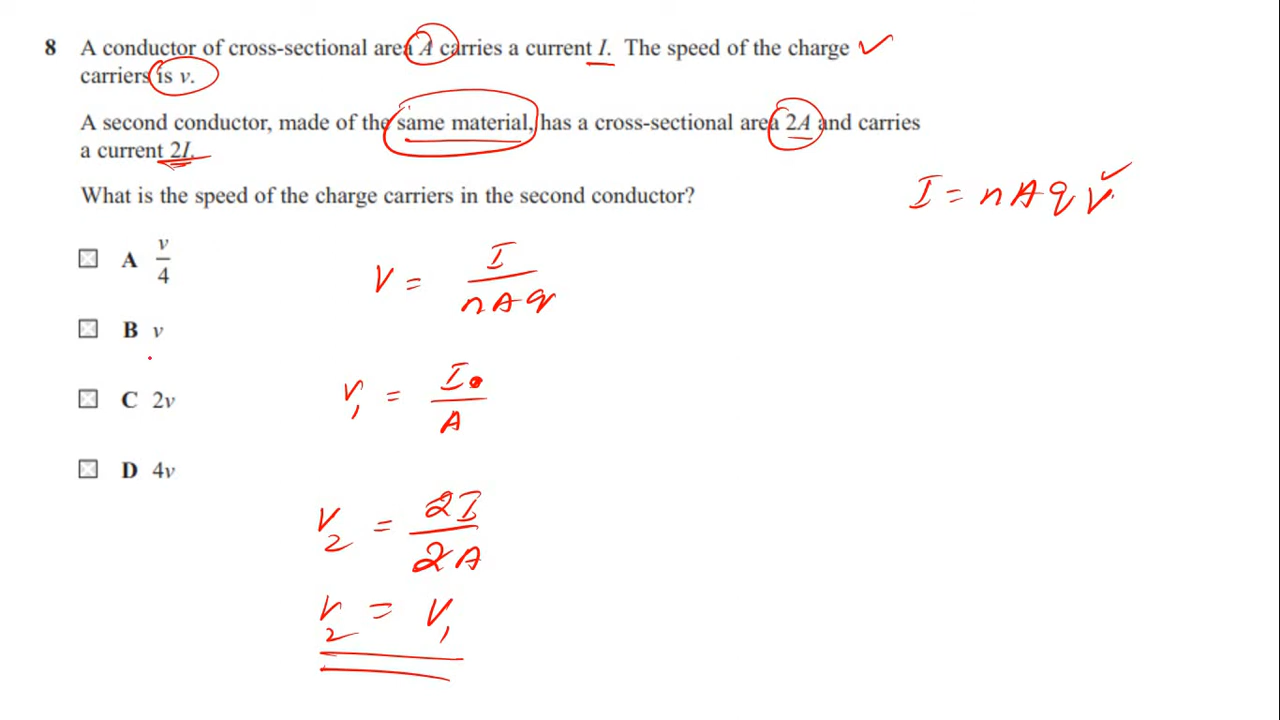 8 A conductor of cross-sectional area A carries a current I. The speed of the charge
carriers is v.
A second conductor, made of the same material, has a cross-sectional area 2A and carries
a current 2I.
What is the speed of the charge carriers in the second conductor?
I = nAqv
A v/4
B v
C 2v
D 4v
V = I/nAq
V₁ = I/A
V₂ = 2I/2A
V₂ = V₁